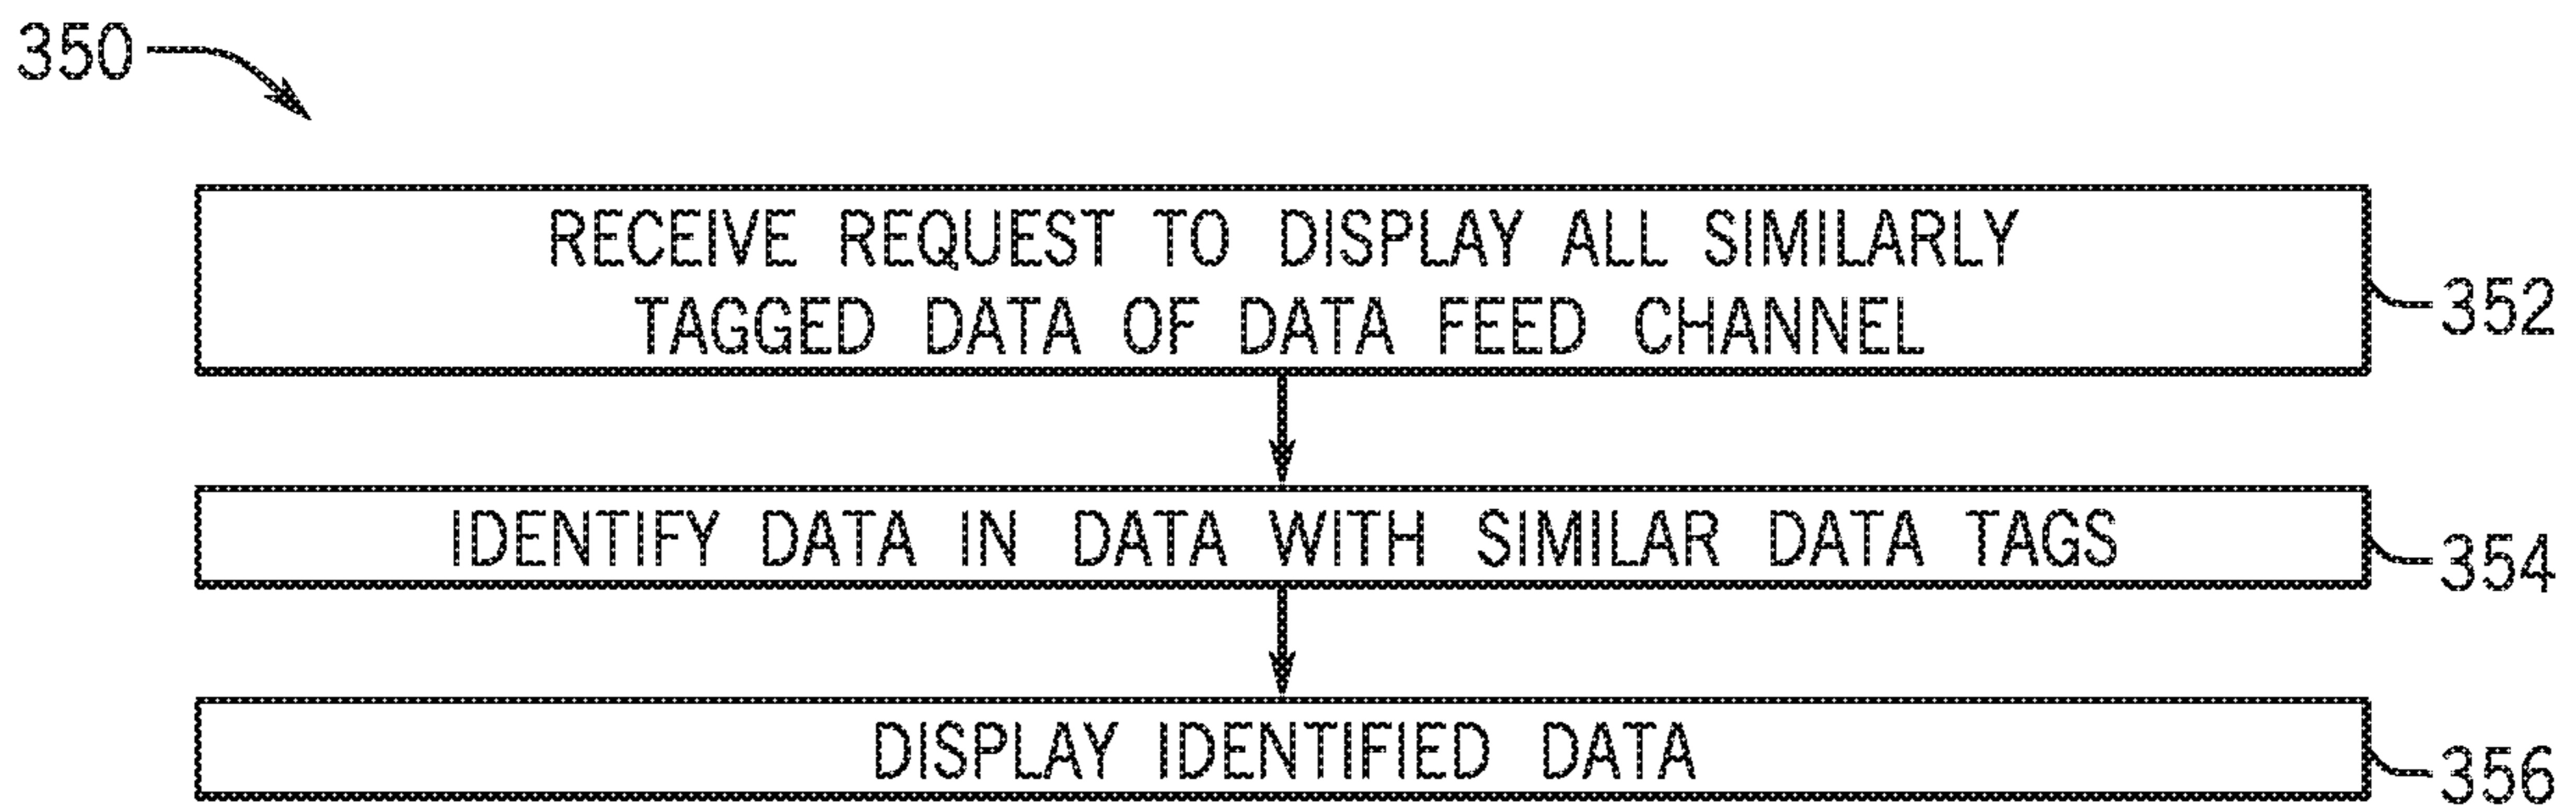 350
RECEIVE REQUEST TO DISPLAY ALL SIMILARLY
TAGGED DATA OF DATA FEED CHANNEL
352
IDENTIFY DATA IN DATA WITH SIMILAR DATA TAGS
354
DISPLAY IDENTIFIED DATA
356